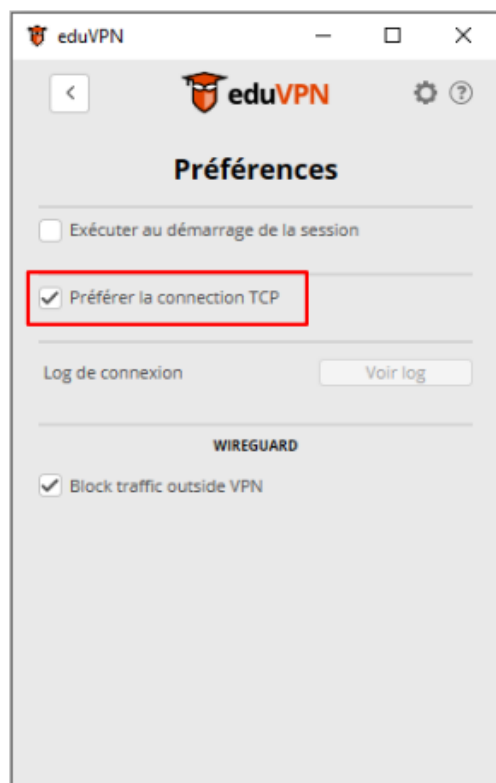 eduVPN
eduVPN
Préférences
Exécuter au démarrage de la session
Préférer la connection TCP
Log de connexion
Voir log
WIREGUARD
Block traffic outside VPN